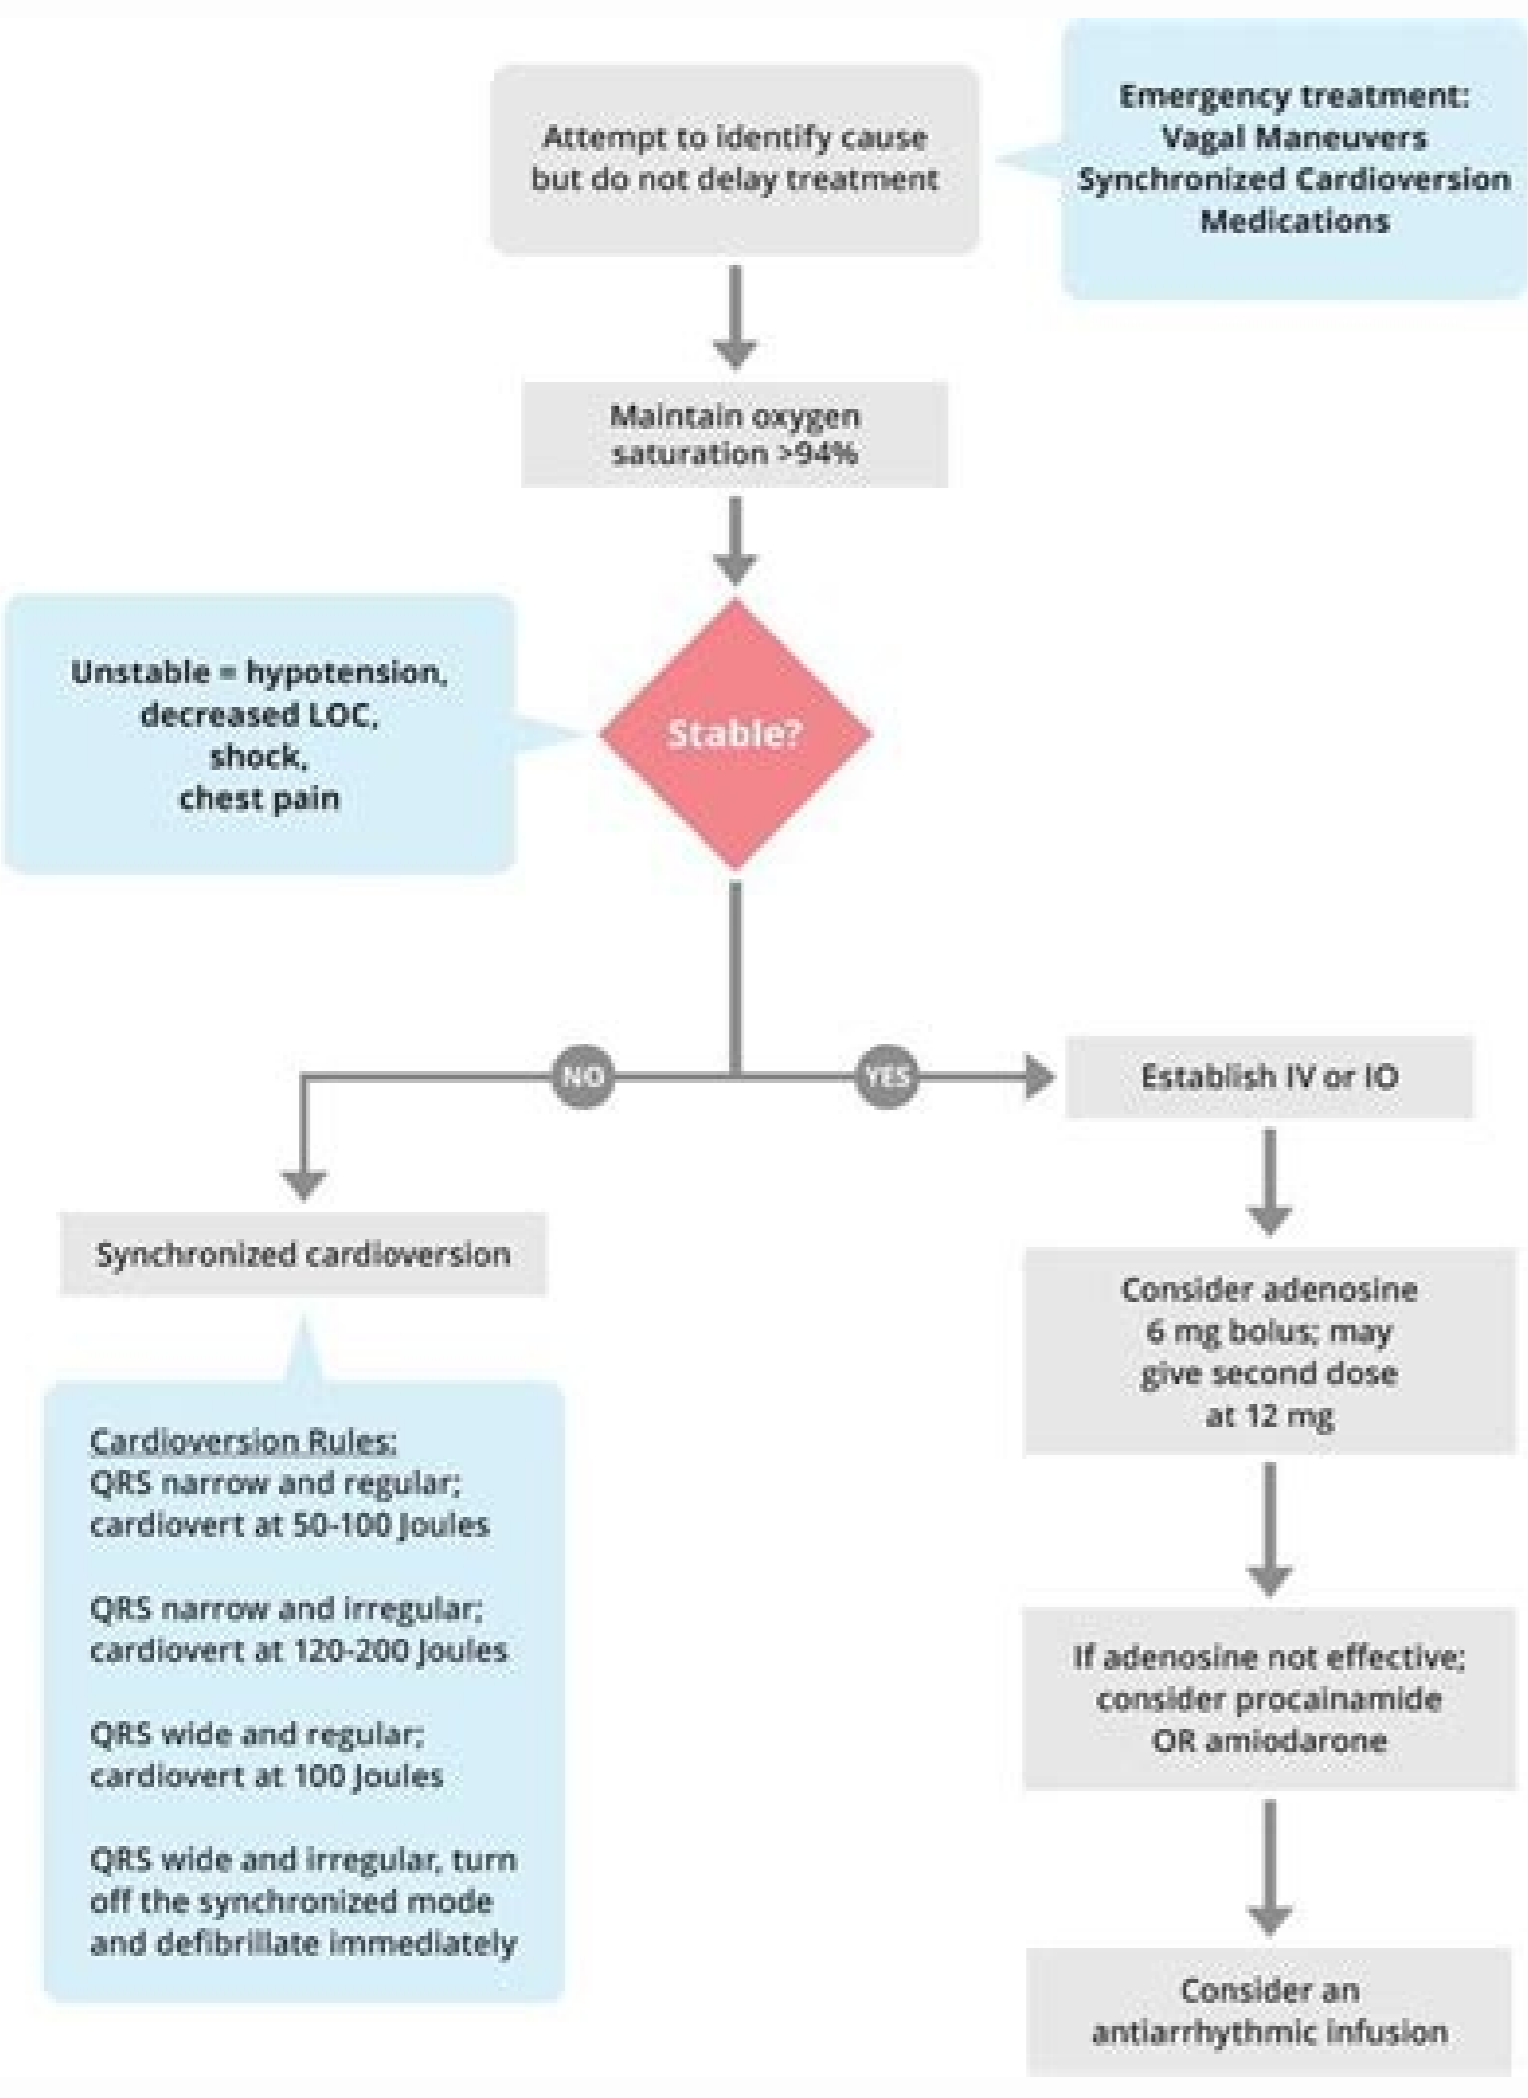 Attempt to identify cause
but do not delay treatment
Emergency treatment:
Vagal Maneuvers
Synchronized Cardioversion
Medications
Maintain oxygen
saturation >94%
Unstable = hypotension,
decreased LOC,
shock,
chest pain
Stable?
NO
YES
Establish IV or IO
Synchronized cardioversion
Consider adenosine
6 mg bolus; may
give second dose
at 12 mg
Cardioversion Rules:
QRS narrow and regular;
cardiovert at 50-100 Joules
QRS narrow and irregular;
cardiovert at 120-200 Joules
QRS wide and regular;
cardiovert at 100 Joules
QRS wide and irregular, turn
off the synchronized mode
and defibrillate immediately
If adenosine not effective;
consider procainamide
OR amiodarone
Consider an
antiarrhythmic infusion